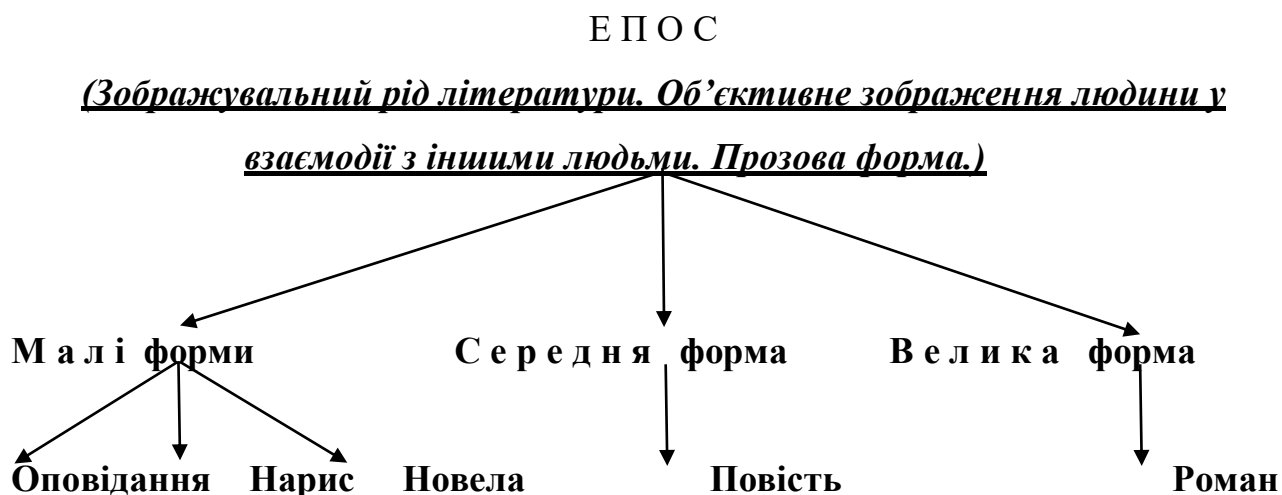 Е П О С
(Зображувальний рід літератури. Об’єктивне зображення людини у
взаємодії з іншими людьми. Прозова форма.)
М а л і форми С е р е д н я форма В е л и к а форма
Оповідання Нарис Новела Повість Роман